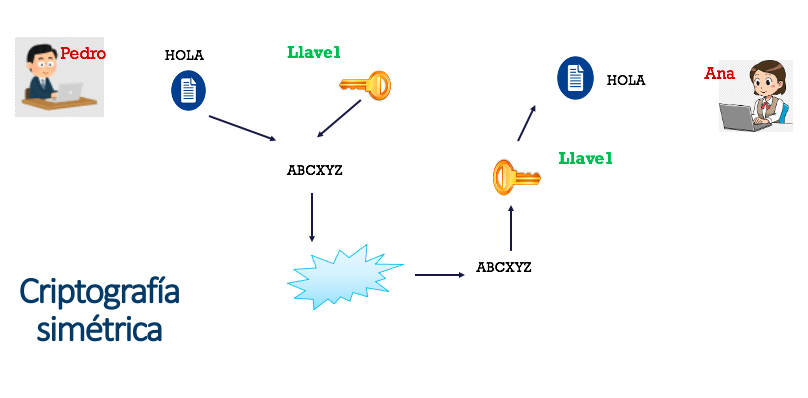 Pedro
HOLA
Llave1
HOLA
Ana
Llave1
ABCXYZ
ABCXYZ
Criptografía
simétrica